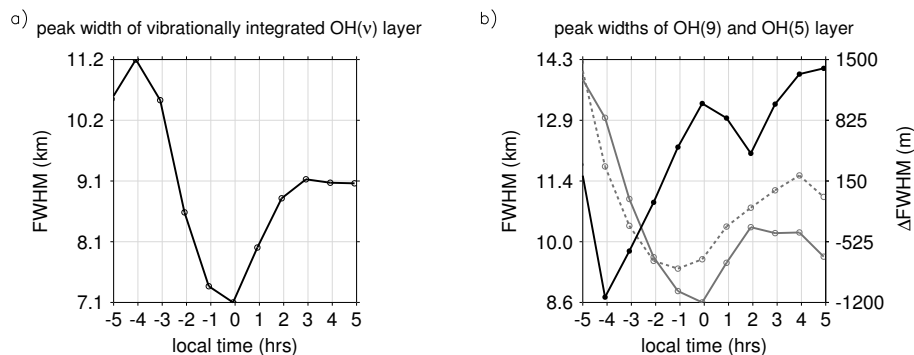 a) peak width of vibrationally integrated OH(ν) layer
11.2
10.2
9.1
8.1
7.1
FWHM (km)
-5 -4 -3 -2 -1 0 1 2 3 4 5
local time (hrs)
b) peak widths of OH(9) and OH(5) layer
14.3
12.9
11.4
10.0
8.6
FWHM (km)
1500
825
150
-525
-1200
ΔFWHM (m)
-5 -4 -3 -2 -1 0 1 2 3 4 5
local time (hrs)